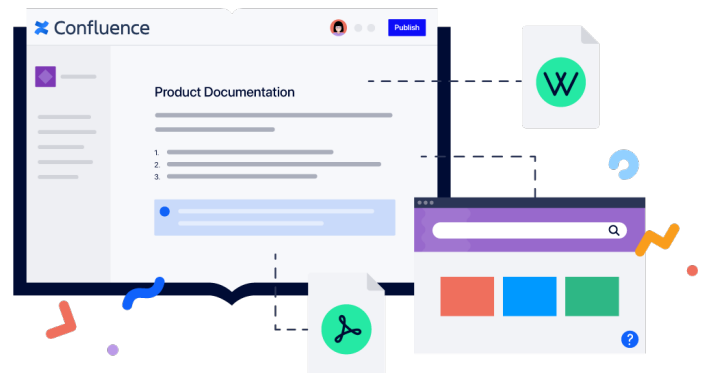 Confluence
Publish
Product Documentation
1.
2.
3.
W
?